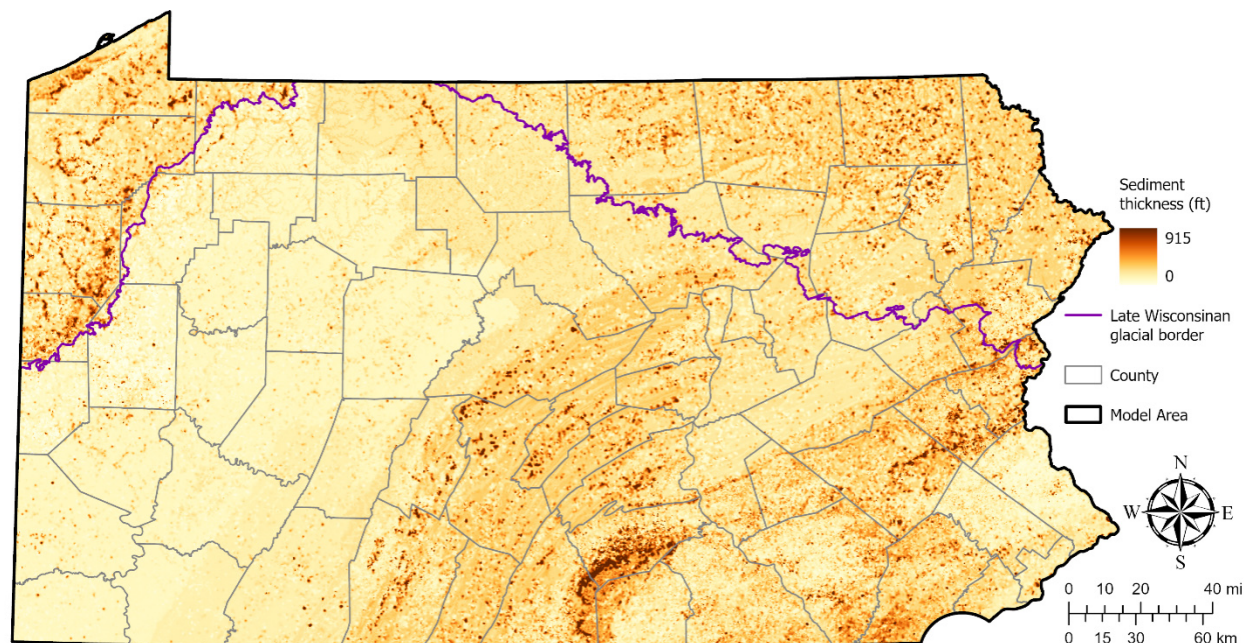 Sediment
thickness (ft)
915
0
Late Wisconsinan
glacial border
County
Model Area
N
W E
S
0 10 20 40 mi
0 15 30 60 km